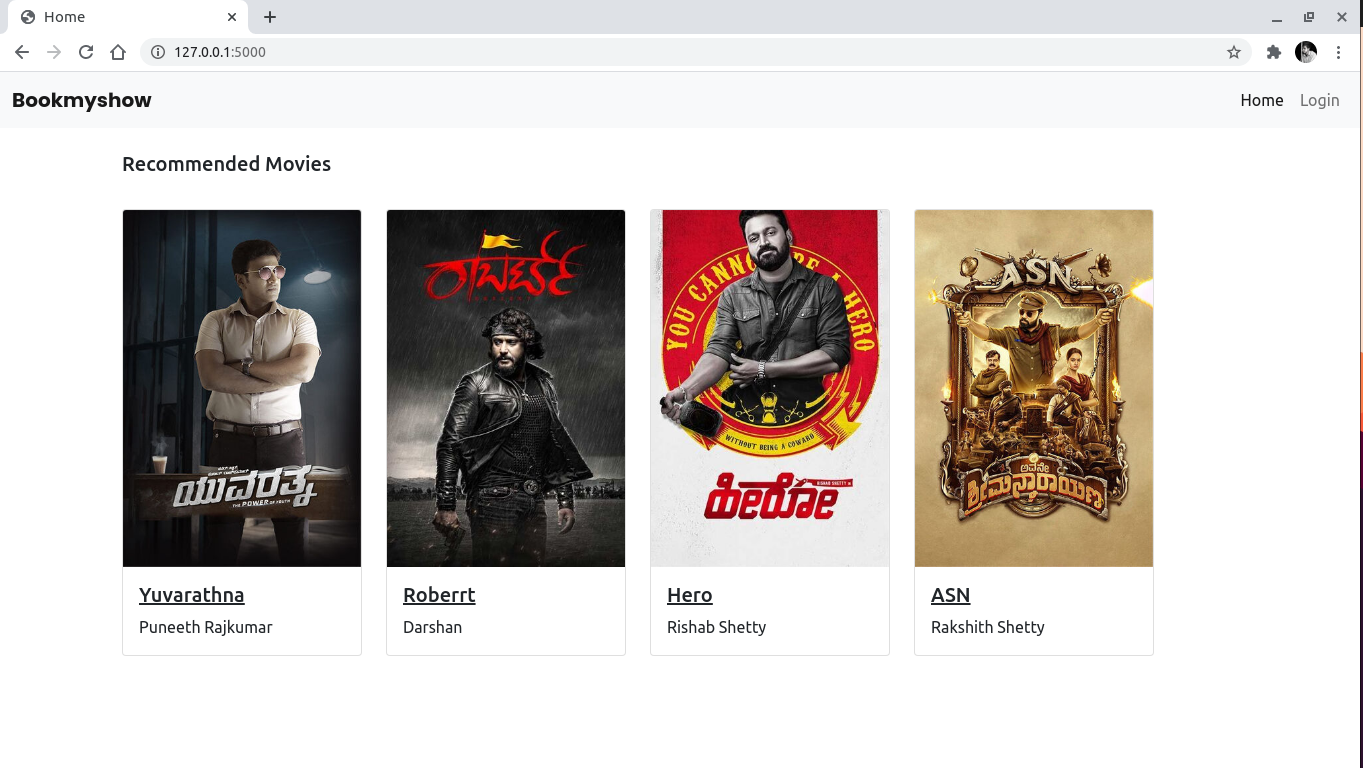 Home
127.0.0.1:5000
Bookmyshow
Home
Login
Recommended Movies
ಯುವರತ್ನ
THE POWER OF YOUTH
ರಾಬರ್ಟ್
YOU CANNOT BE A HERO
WITHOUT BEING A COWARD
RISHAB SHETTY
ಹೀರೋ
ASN
ಅವನೇ
ಶ್ರೀಮನ್ನಾರಾಯಣ
Yuvarathna
Puneeth Rajkumar
Roberrt
Darshan
Hero
Rishab Shetty
ASN
Rakshith Shetty